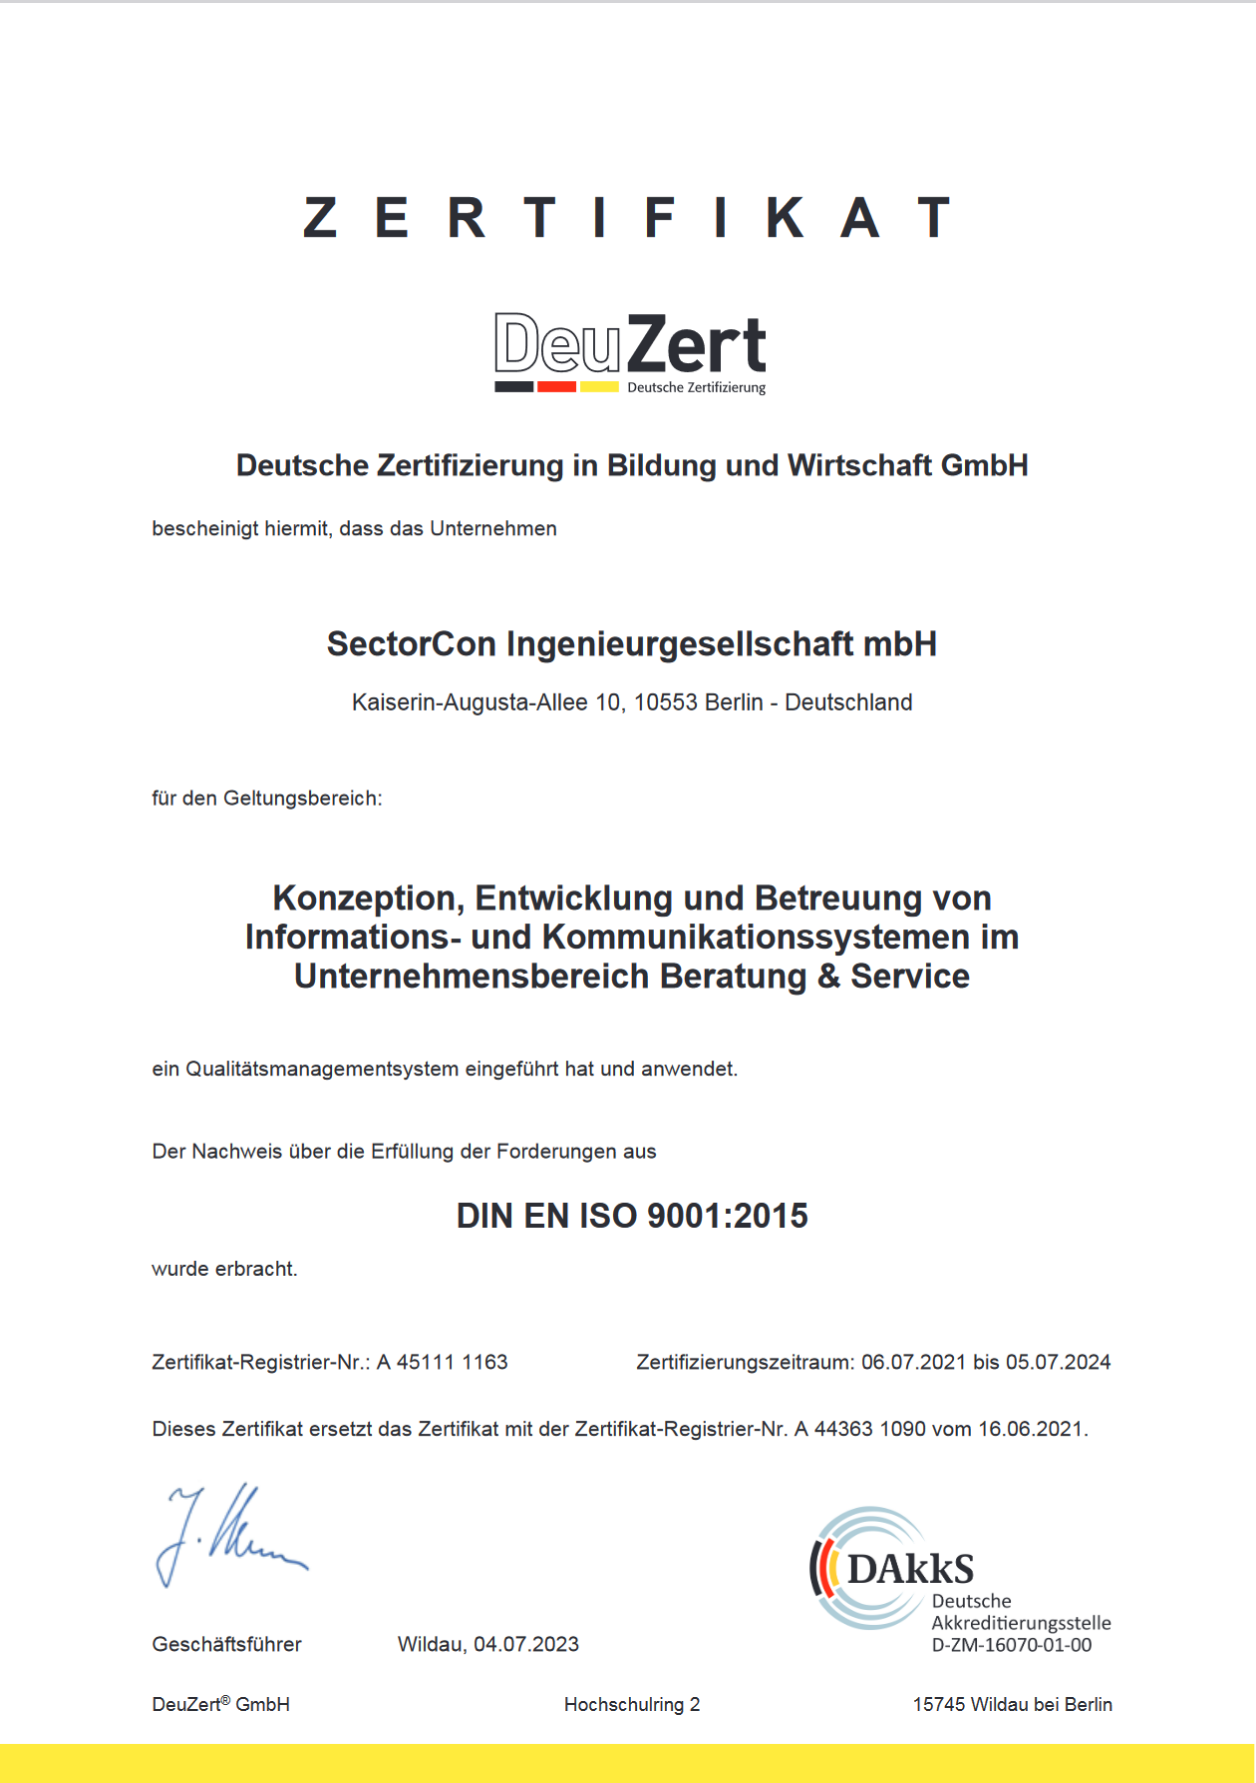 ZERTIFIKAT
DeuZert
Deutsche Zertifizierung
Deutsche Zertifizierung in Bildung und Wirtschaft GmbH
bescheinigt hiermit, dass das Unternehmen
SectorCon Ingenieurgesellschaft mbH
Kaiserin-Augusta-Allee 10, 10553 Berlin - Deutschland
für den Geltungsbereich:
Konzeption, Entwicklung und Betreuung von
Informations- und Kommunikationssystemen im
Unternehmensbereich Beratung & Service
ein Qualitätsmanagementsystem eingeführt hat und anwendet.
Der Nachweis über die Erfüllung der Forderungen aus
DIN EN ISO 9001:2015
wurde erbracht.
Zertifikat-Registrier-Nr.: A 45111 1163 Zertifizierungszeitraum: 06.07.2021 bis 05.07.2024
Dieses Zertifikat ersetzt das Zertifikat mit der Zertifikat-Registrier-Nr. A 44363 1090 vom 16.06.2021.
DAkkS
Deutsche
Akkreditierungsstelle
D-ZM-16070-01-00
Geschäftsführer Wildau, 04.07.2023
DeuZert® GmbH Hochschulring 2 15745 Wildau bei Berlin